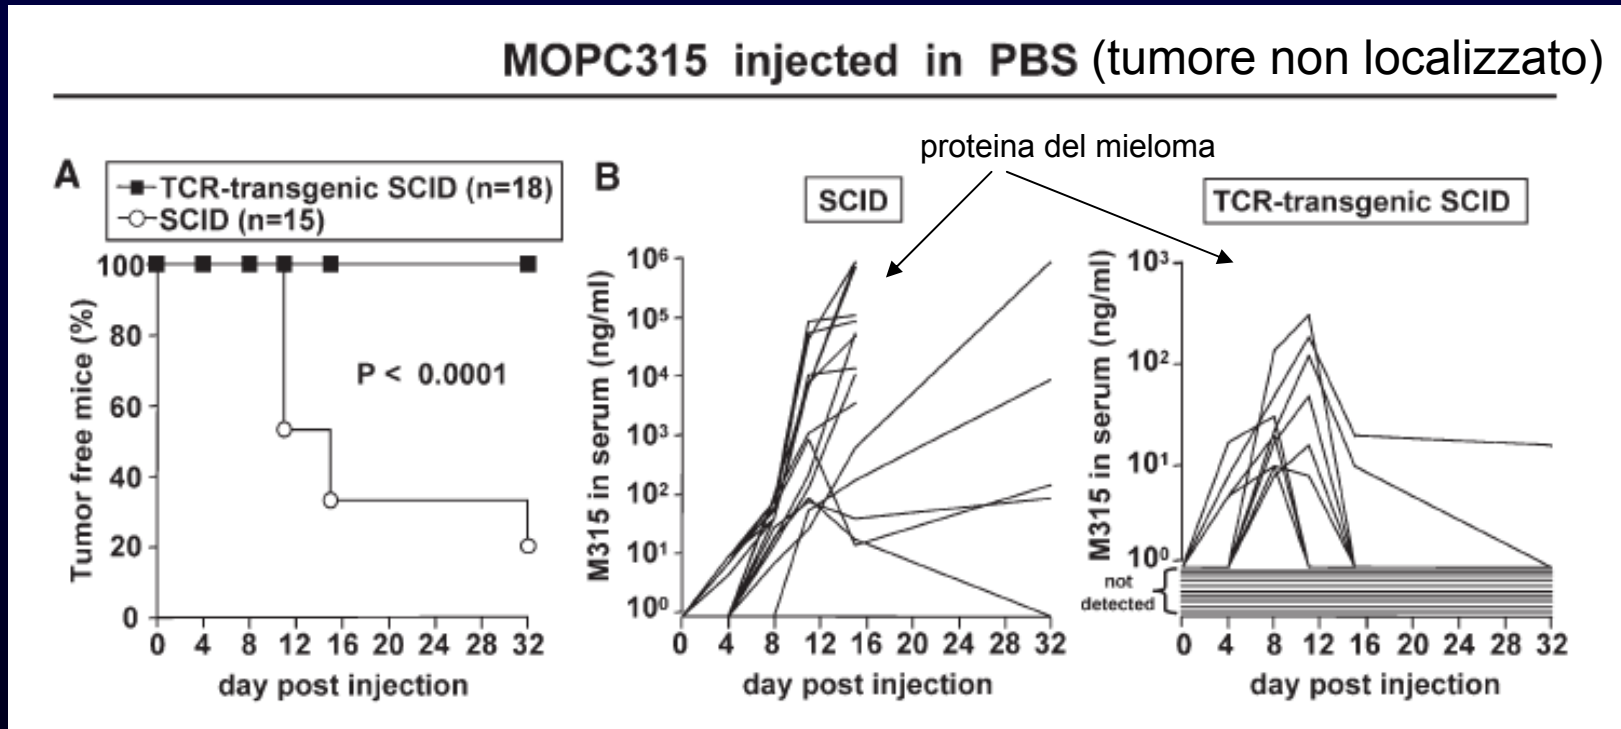 MOPC315 injected in PBS (tumore non localizzato)
proteina del mieloma
A
TCR-transgenic SCID (n=18)
SCID (n=15)
Tumor free mice (%)
100
80
60
40
20
0
P < 0.0001
0 4 8 12 16 20 24 28 32
day post injection
B
SCID
M315 in serum (ng/ml)
10⁶
10⁵
10⁴
10³
10²
10¹
10⁰
0 4 8 12 16 20 24 28 32
day post injection
TCR-transgenic SCID
M315 in serum (ng/ml)
10³
10²
10¹
10⁰
not
detected
0 4 8 12 16 20 24 28 32
day post injection